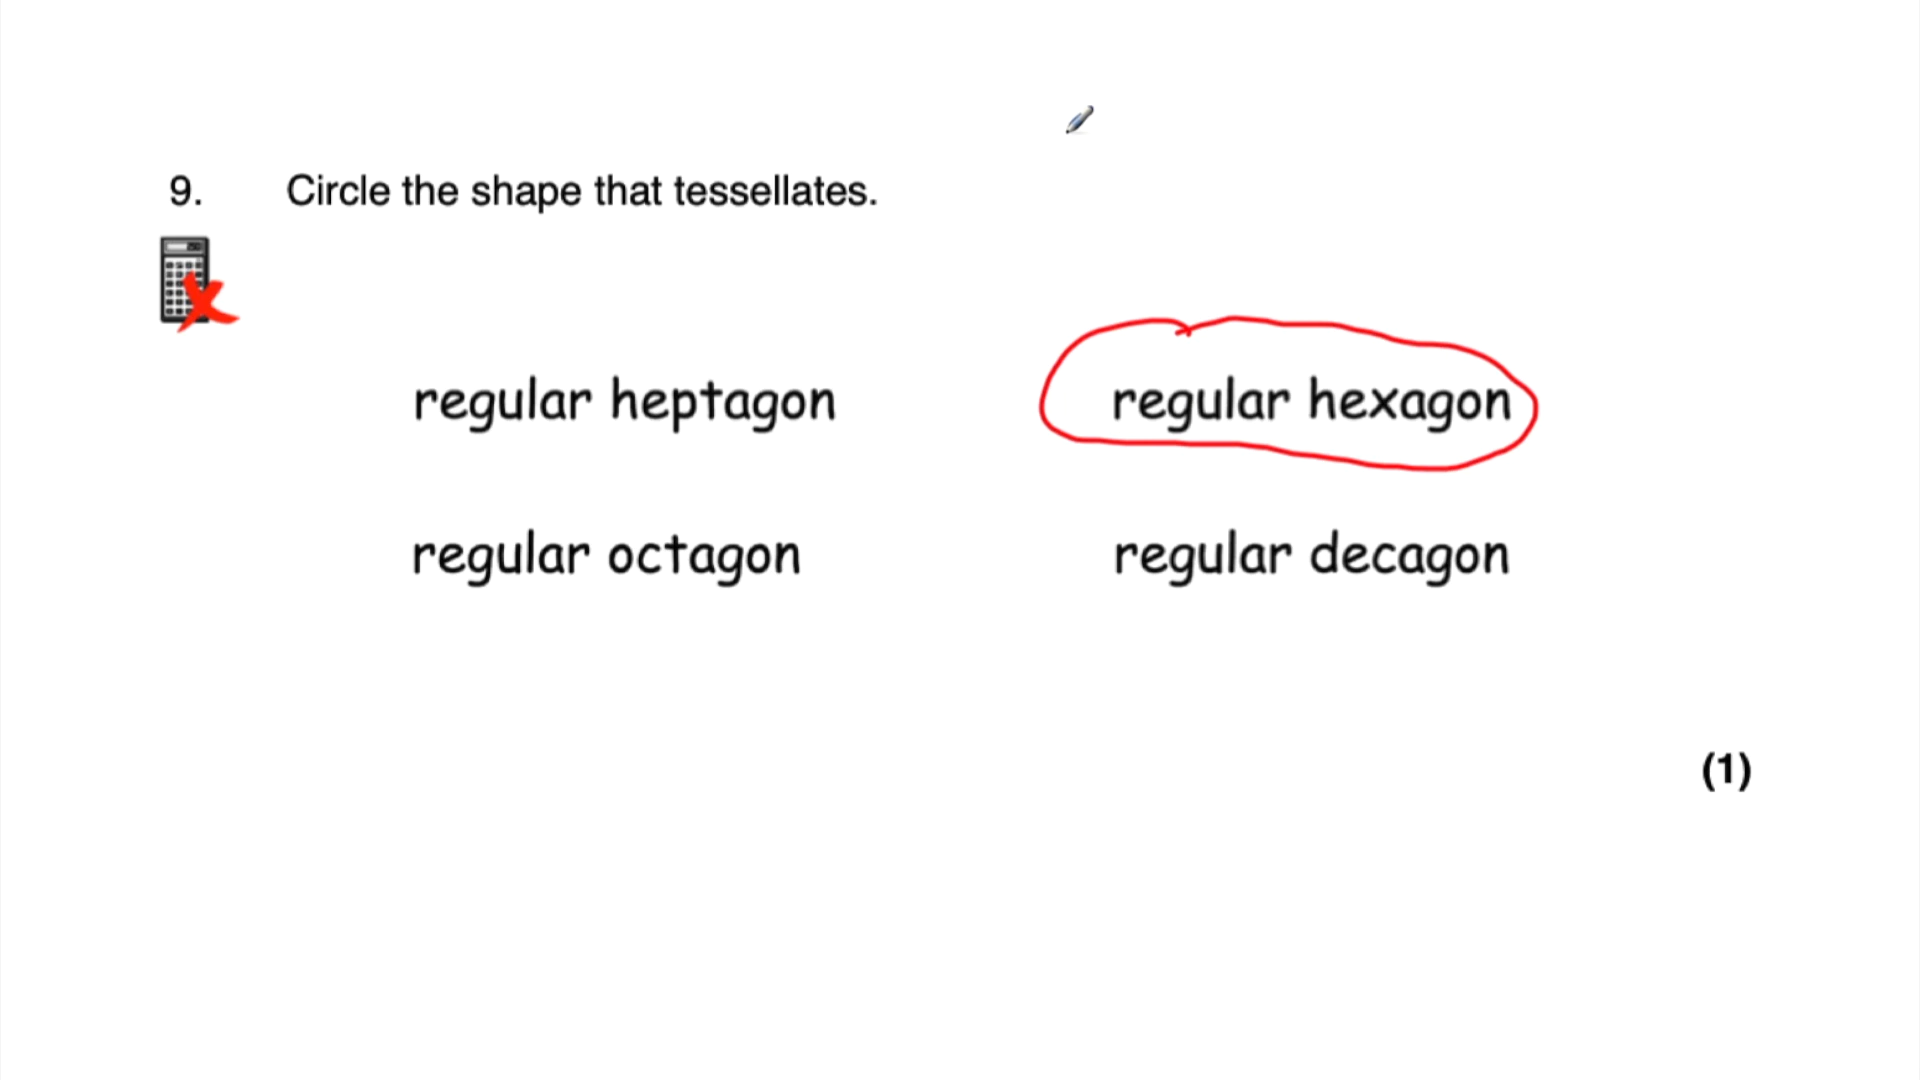 9. Circle the shape that tessellates.
regular heptagon regular hexagon
regular octagon regular decagon
(1)